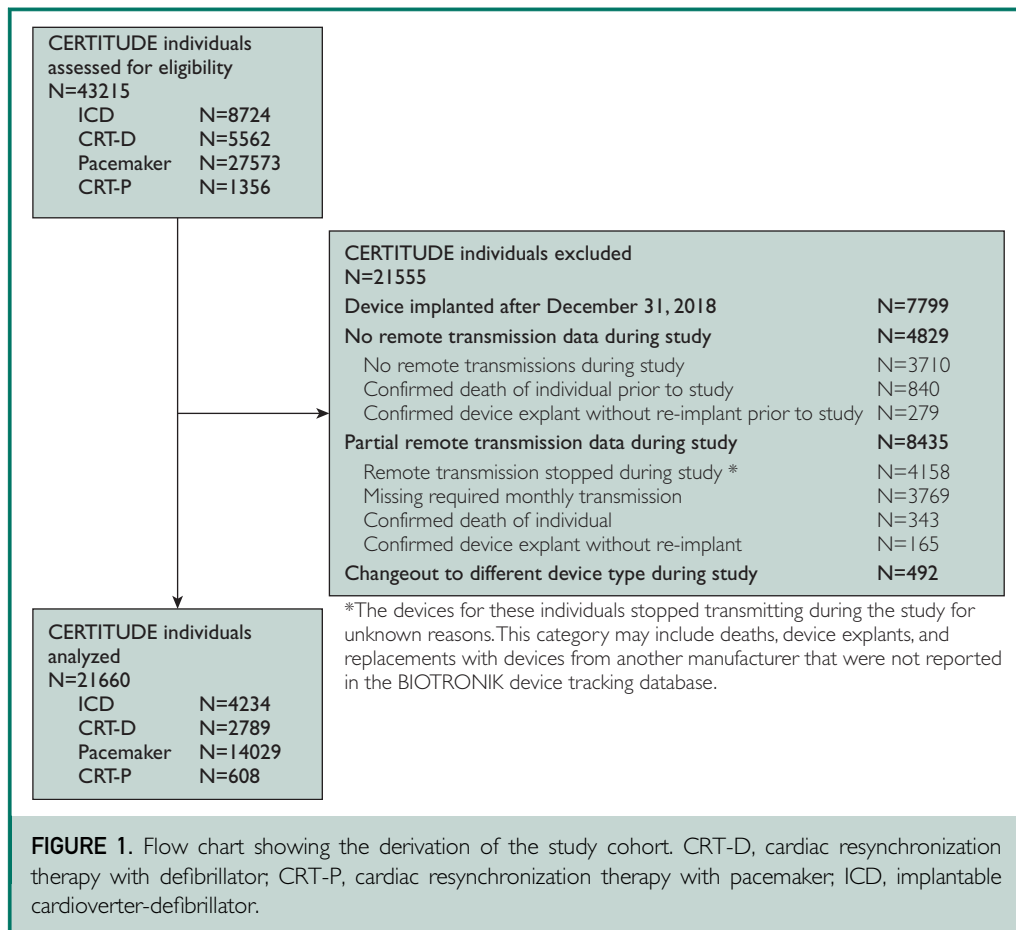 CERTITUDE individuals
assessed for eligibility
N=43215
ICD N=8724
CRT-D N=5562
Pacemaker N=27573
CRT-P N=1356
CERTITUDE individuals excluded
N=21555
Device implanted after December 31, 2018 N=7799
No remote transmission data during study N=4829
No remote transmissions during study N=3710
Confirmed death of individual prior to study N=840
Confirmed device explant without re-implant prior to study N=279
Partial remote transmission data during study N=8435
Remote transmission stopped during study * N=4158
Missing required monthly transmission N=3769
Confirmed death of individual N=343
Confirmed device explant without re-implant N=165
Changeout to different device type during study N=492
*The devices for these individuals stopped transmitting during the study for
unknown reasons. This category may include deaths, device explants, and
replacements with devices from another manufacturer that were not reported
in the BIOTRONIK device tracking database.
CERTITUDE individuals
analyzed
N=21660
ICD N=4234
CRT-D N=2789
Pacemaker N=14029
CRT-P N=608
FIGURE 1. Flow chart showing the derivation of the study cohort. CRT-D, cardiac resynchronization
therapy with defibrillator; CRT-P, cardiac resynchronization therapy with pacemaker; ICD, implantable
cardioverter-defibrillator.